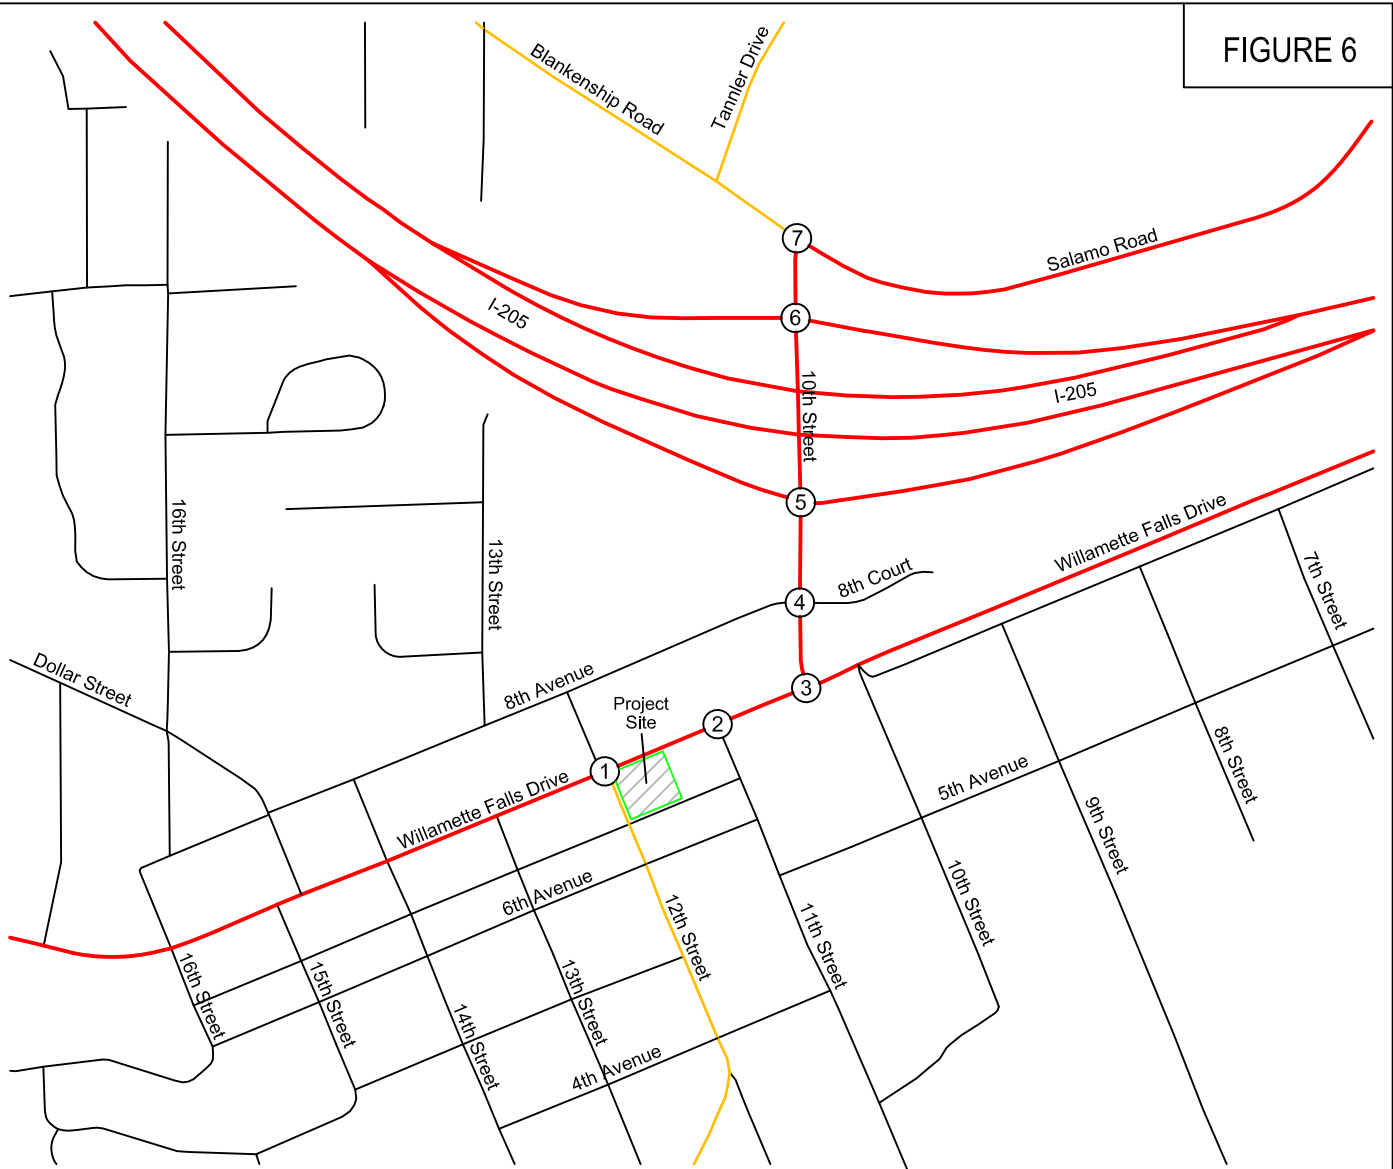 FIGURE 6
Blankenship Road
Tannler Drive
7
Salamo Road
6
I-205
10th Street
I-205
5
16th Street
13th Street
Willamette Falls Drive
7th Street
4
8th Court
Dollar Street
8th Avenue
Project
Site
3
2
1
Willamette Falls Drive
5th Avenue
8th Street
9th Street
6th Avenue
10th Street
12th Street
11th Street
16th Street
15th Street
13th Street
14th Street
4th Avenue